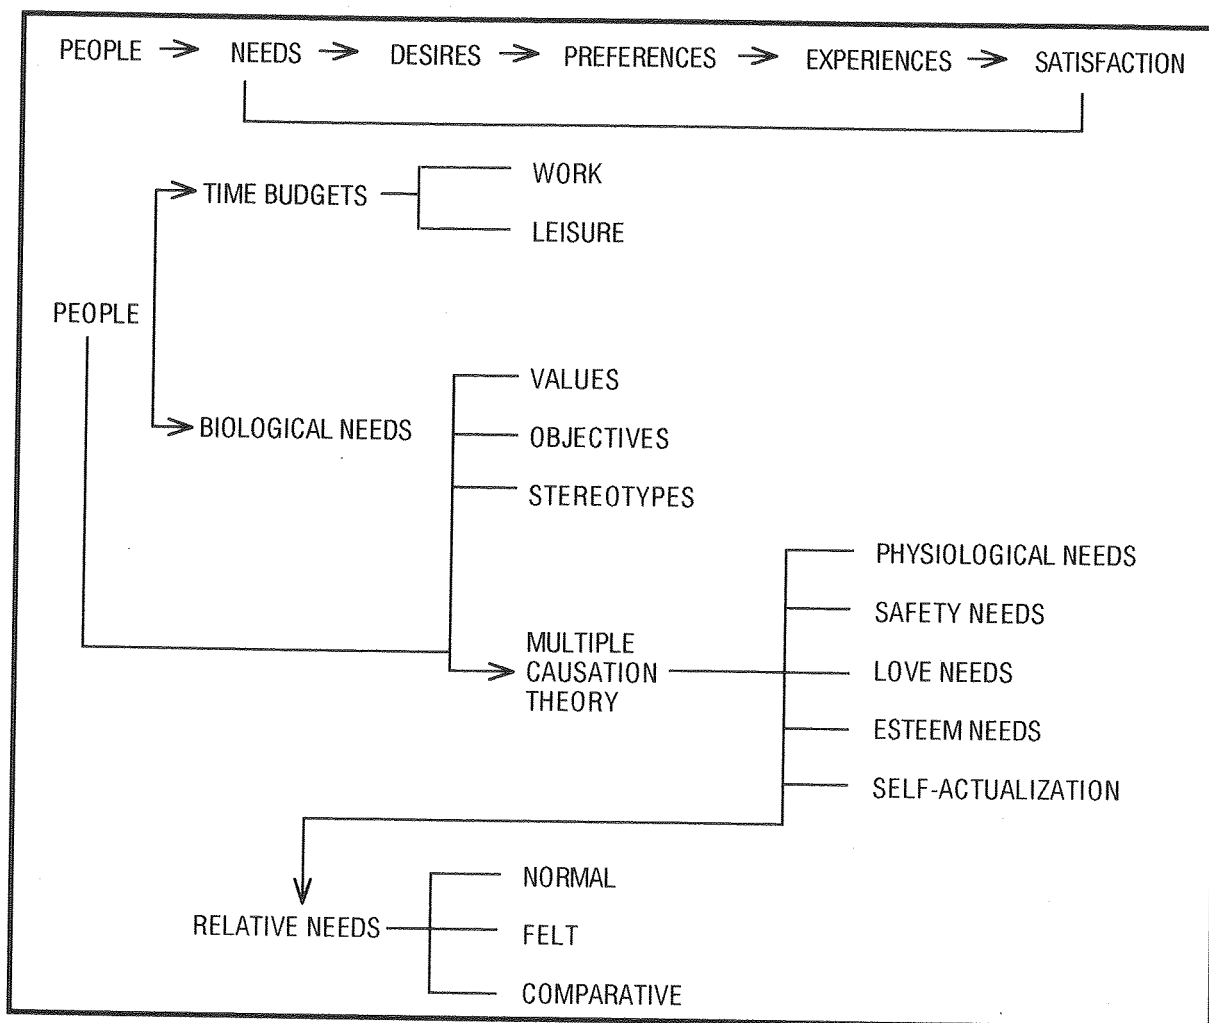 PEOPLE → NEEDS → DESIRES → PREFERENCES → EXPERIENCES → SATISFACTION
WORK
TIME BUDGETS
LEISURE
PEOPLE
VALUES
BIOLOGICAL NEEDS
OBJECTIVES
STEREOTYPES
PHYSIOLOGICAL NEEDS
SAFETY NEEDS
MULTIPLE
CAUSATION
THEORY
LOVE NEEDS
ESTEEM NEEDS
SELF-ACTUALIZATION
NORMAL
RELATIVE NEEDS
FELT
COMPARATIVE